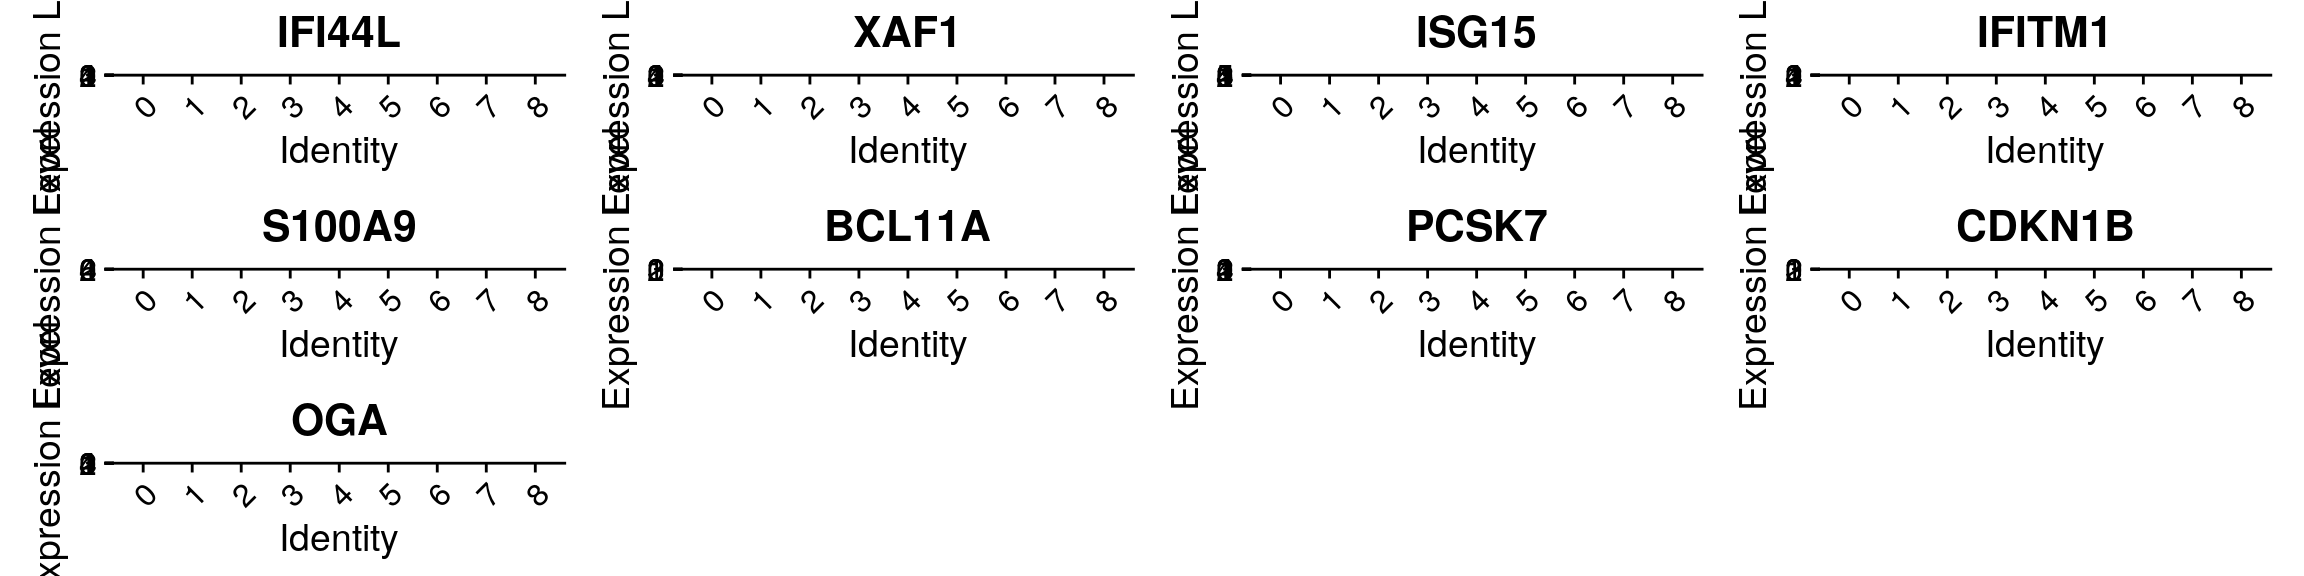 IFI44L XAF1 ISG15 IFITM1
0 1 2 3 4 5 6 7 8 0 1 2 3 4 5 6 7 8 0 1 2 3 4 5 6 7 8 0 1 2 3 4 5 6 7 8
Identity Identity Identity Identity
S100A9 BCL11A PCSK7 CDKN1B
0 1 2 3 4 5 6 7 8 0 1 2 3 4 5 6 7 8 0 1 2 3 4 5 6 7 8 0 1 2 3 4 5 6 7 8
Identity Identity Identity Identity
Expression Expression Expression Expression
OGA
0 1 2 3 4 5 6 7 8
Identity